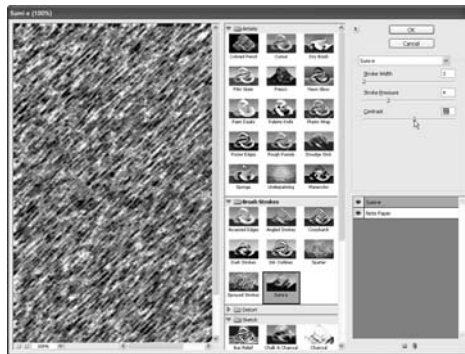 Sumi-e (100%)
Artistic
Colored Pencil Cutout Dry Brush
Film Grain Fresco Neon Glow
Paint Daubs Palette Knife Plastic Wrap
Poster Edges Rough Pastels Smudge Stick
Sponge Underpainting Watercolor
Brush Strokes
Accented Edges Angled Strokes Crosshatch
Dark Strokes Ink Outlines Spatter
Sprayed Strokes Sumi-e
Distort
Sketch
Bas Relief Chalk & Charcoal Charcoal
100%
OK
Cancel
Sumi-e
Stroke Width 3
Stroke Pressure
Contrast
Sumi-e
Note Paper